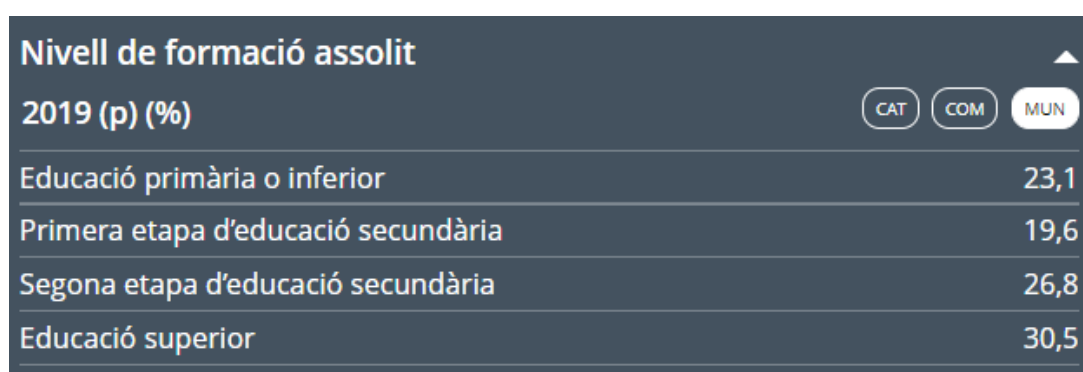 Nivell de formació assolit
2019 (p) (%) CAT COM MUN
Educació primària o inferior 23,1
Primera etapa d’educació secundària 19,6
Segona etapa d’educació secundària 26,8
Educació superior 30,5